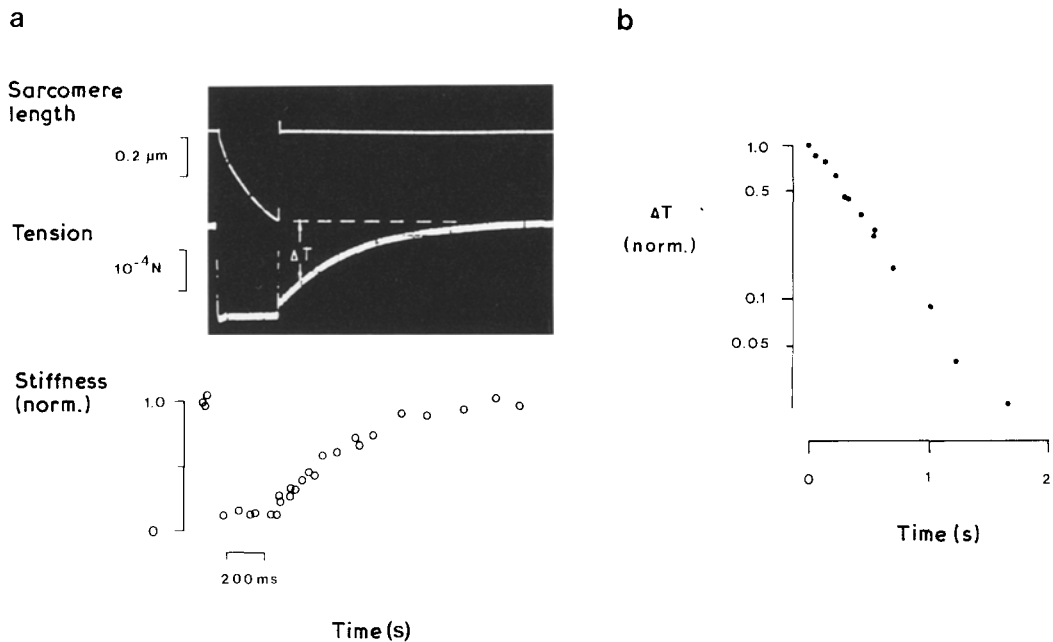 a
Sarcomere
length
0.2 μm
Tension
10⁻⁴N
ΔT
Stiffness
(norm.)
1.0
0
200ms
Time (s)
b
1.0
0.5
ΔT
(norm.)
0.1
0.05
0 1 2
Time (s)